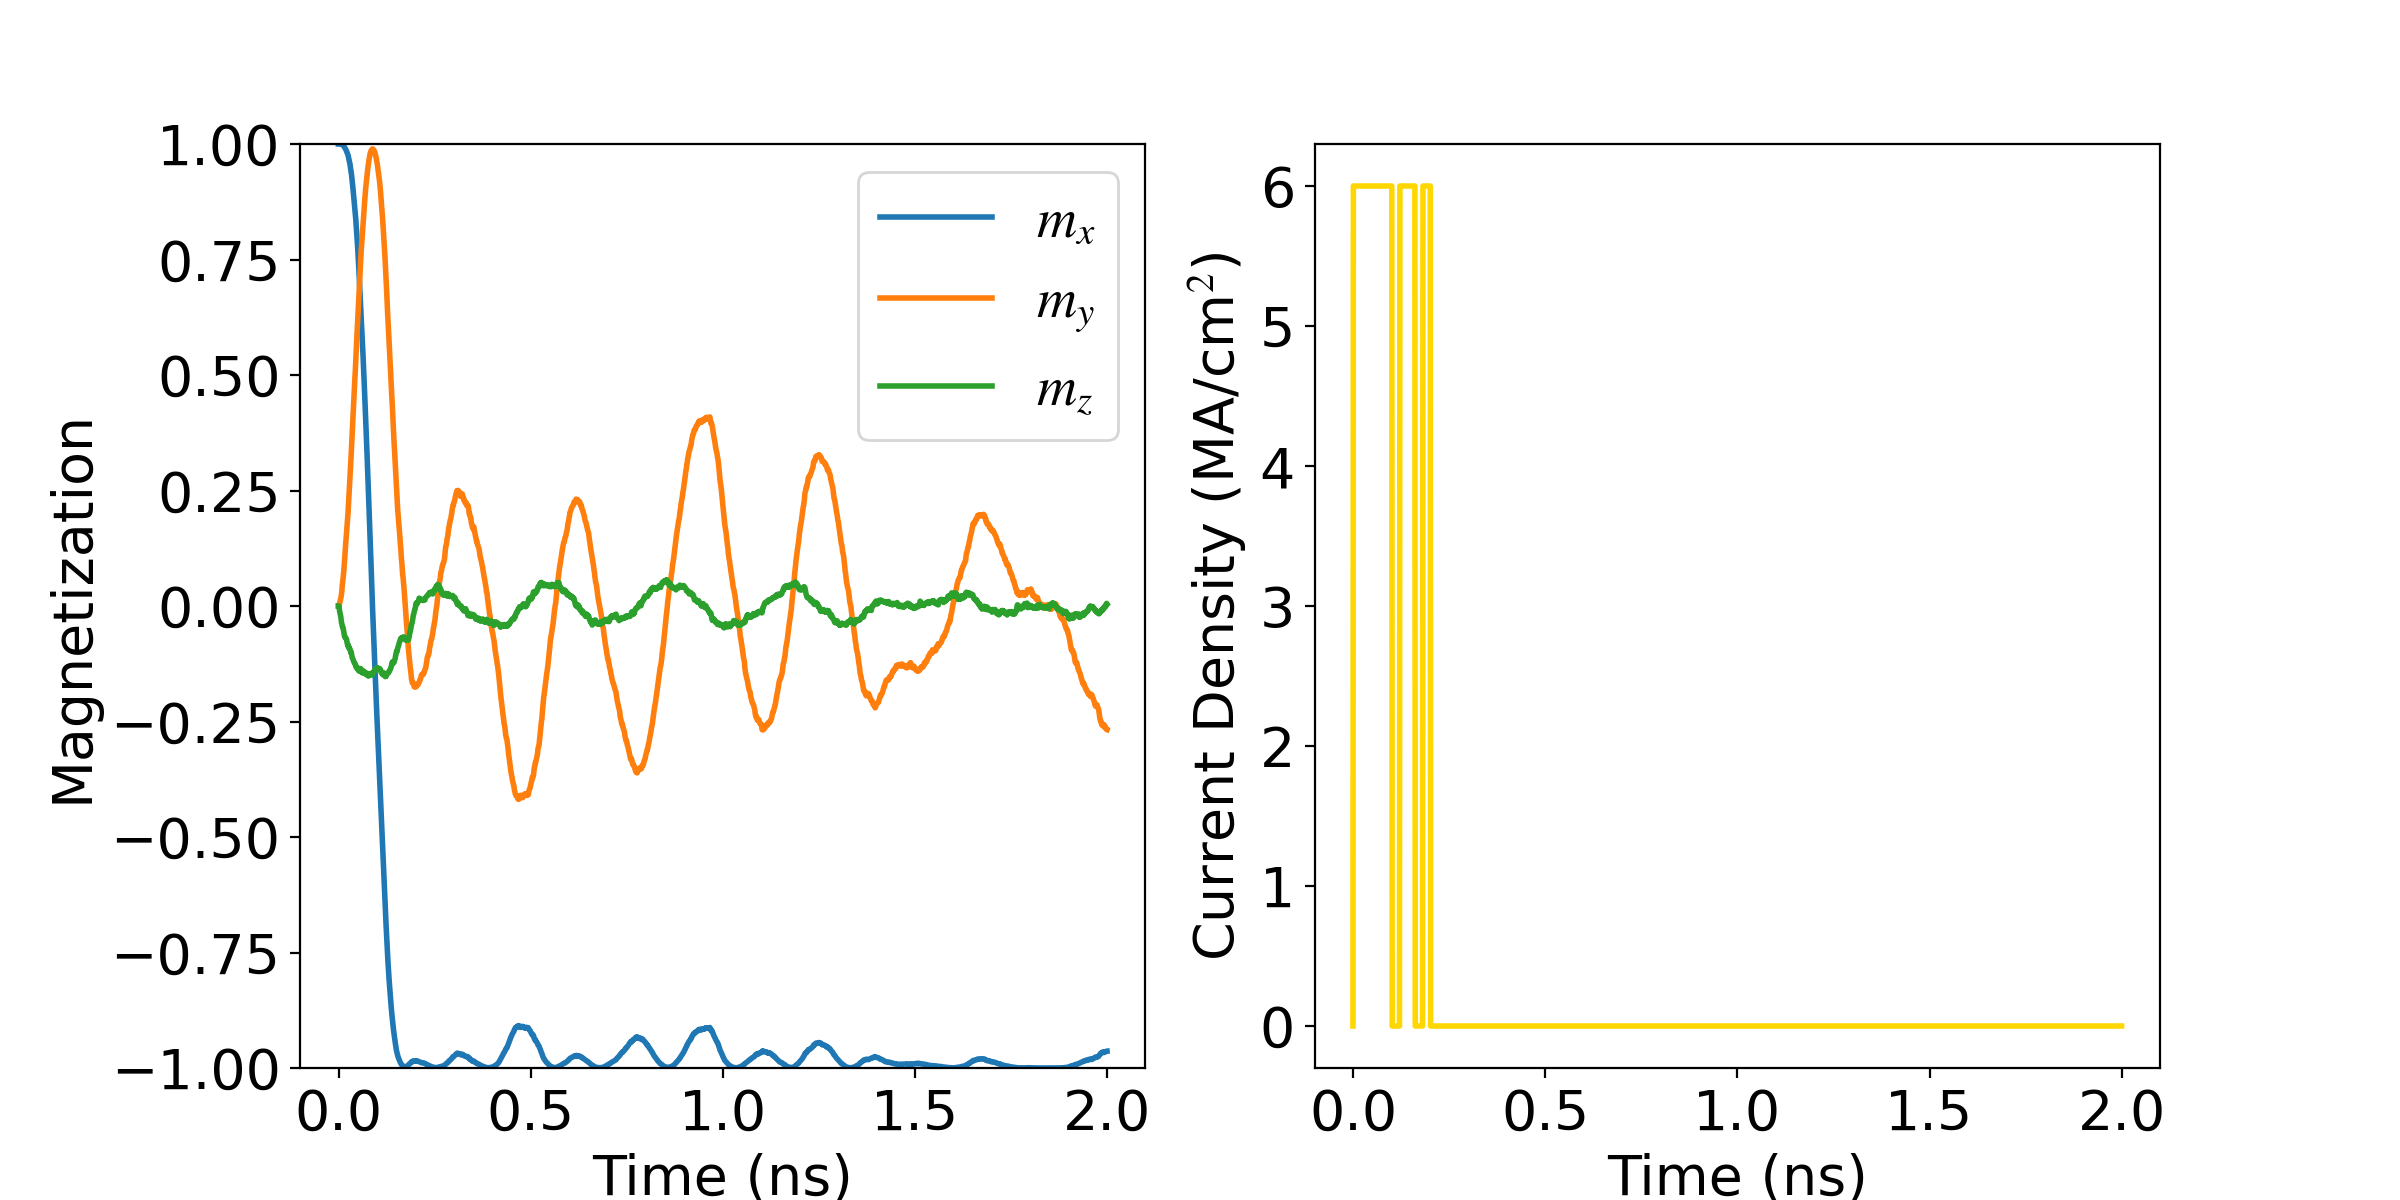 1.00
0.75
0.50
0.25
0.00
−0.25
−0.50
−0.75
−1.00
Magnetization
0.0 0.5 1.0 1.5 2.0
Time (ns)
m_x
m_y
m_z
6
5
4
3
2
1
0
Current Density (MA/cm²)
0.0 0.5 1.0 1.5 2.0
Time (ns)